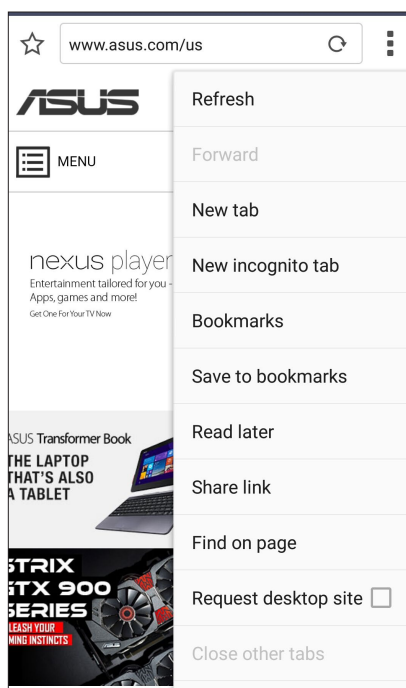 www.asus.com/us
ASUS
MENU
nexus player
Entertainment tailored for you -
Apps, games and more!
Get One For Your TV Now
ASUS Transformer Book
THE LAPTOP
THAT'S ALSO
A TABLET
STRIX
GTX 900
SERIES
LEASH YOUR
MING INSTINCTS
Refresh
Forward
New tab
New incognito tab
Bookmarks
Save to bookmarks
Read later
Share link
Find on page
Request desktop site
Close other tabs